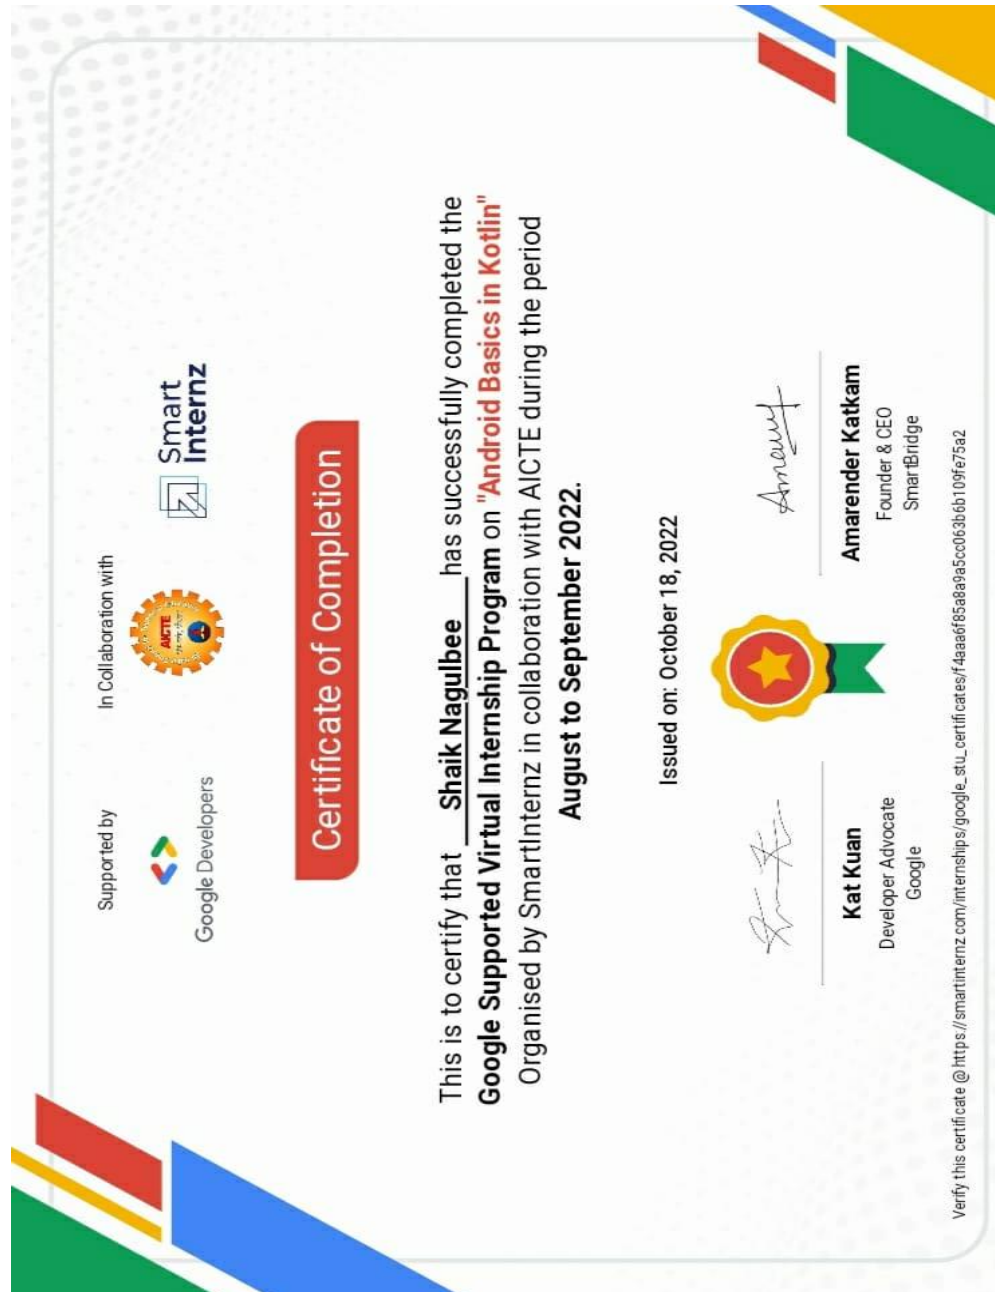 Supported by
Google Developers
In Collaboration with
AICTE
Smart
Internz
Certificate of Completion
This is to certify that Shaik Nagulbee has successfully completed the
Google Supported Virtual Internship Program on "Android Basics in Kotlin"
Organised by SmartInternz in collaboration with AICTE during the period
August to September 2022.
Issued on: October 18, 2022
Kat Kuan
Developer Advocate
Google
Amarender Katkam
Founder & CEO
SmartBridge
Verify this certificate @ https://smartinternz.com/internships/google_stu_certificates/f4aaa6f85a8a9a5cc063b6b109fe75a2